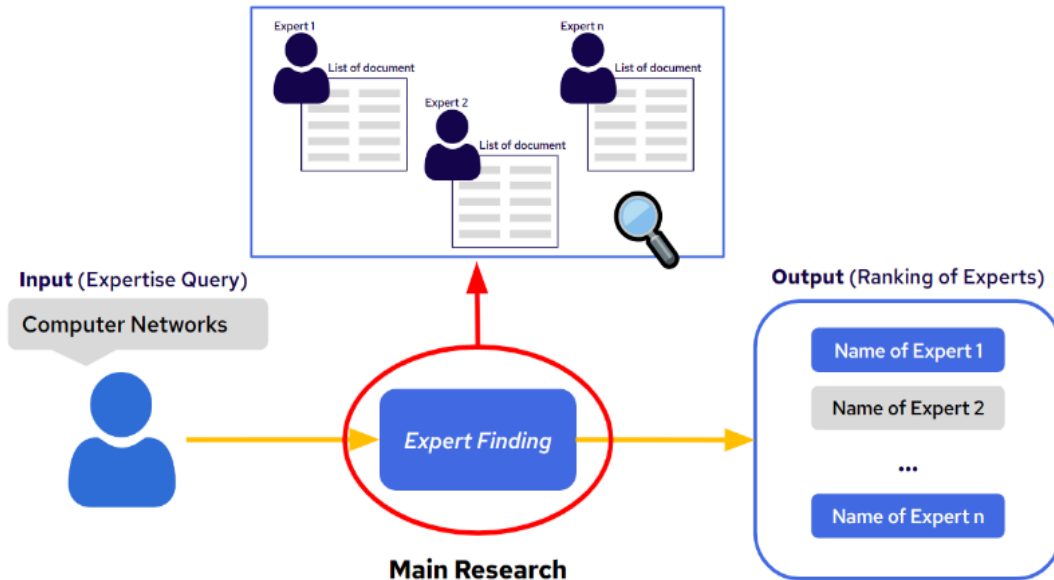 Expert 1
List of document
Expert 2
List of document
Expert n
List of document
Input (Expertise Query)
Computer Networks
Expert Finding
Main Research
Output (Ranking of Experts)
Name of Expert 1
Name of Expert 2
...
Name of Expert n